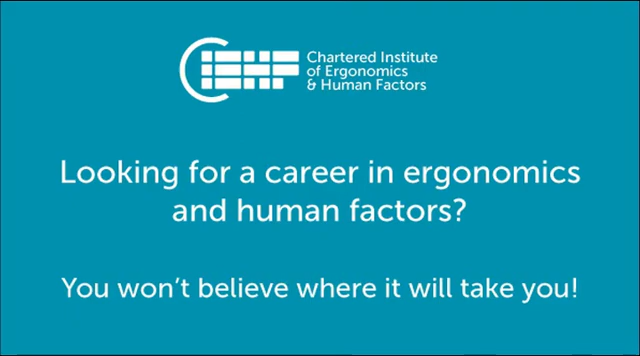 CIEHF
Chartered Institute
of Ergonomics
& Human Factors
Looking for a career in ergonomics
and human factors?
You won't believe where it will take you!